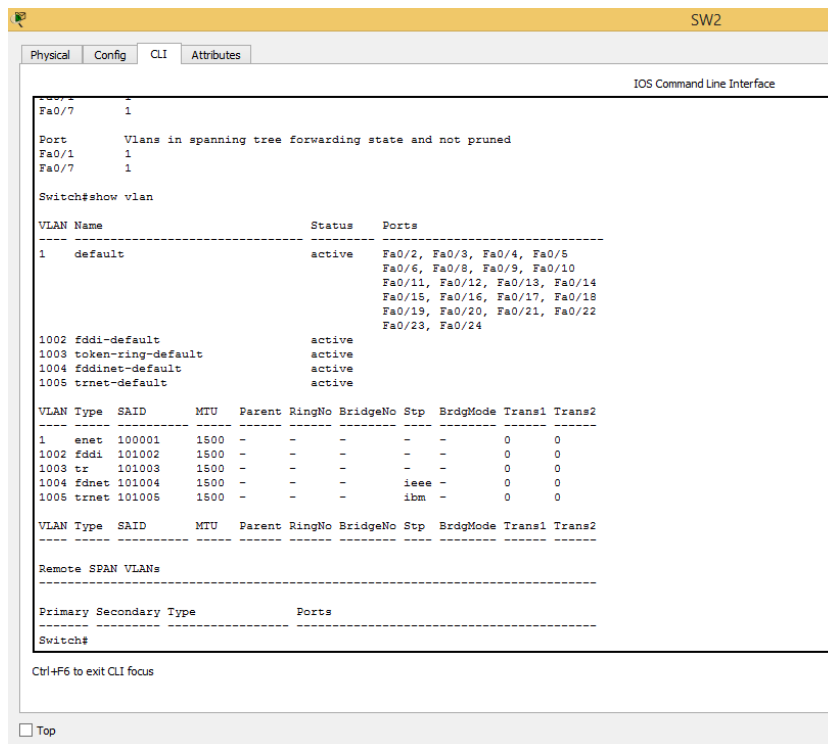 SW2
Physical Config CLI Attributes
IOS Command Line Interface
Fa0/7 1
Port Vlans in spanning tree forwarding state and not pruned
Fa0/1 1
Fa0/7 1
Switch#show vlan
VLAN Name Status Ports
---- -------------------------------- --------- -------------------------------
1 default active Fa0/2, Fa0/3, Fa0/4, Fa0/5
Fa0/6, Fa0/8, Fa0/9, Fa0/10
Fa0/11, Fa0/12, Fa0/13, Fa0/14
Fa0/15, Fa0/16, Fa0/17, Fa0/18
Fa0/19, Fa0/20, Fa0/21, Fa0/22
Fa0/23, Fa0/24
1002 fddi-default active
1003 token-ring-default active
1004 fddinet-default active
1005 trnet-default active
VLAN Type SAID MTU Parent RingNo BridgeNo Stp BrdgMode Trans1 Trans2
---- ----- ---------- ----- ------ ------ -------- ---- -------- ------ ------
1 enet 100001 1500 - - - - - 0 0
1002 fddi 101002 1500 - - - - - 0 0
1003 tr 101003 1500 - - - - - 0 0
1004 fdnet 101004 1500 - - - ieee - 0 0
1005 trnet 101005 1500 - - - ibm - 0 0
VLAN Type SAID MTU Parent RingNo BridgeNo Stp BrdgMode Trans1 Trans2
---- ----- ---------- ----- ------ ------ -------- ---- -------- ------ ------
Remote SPAN VLANs
------------------------------------------------------------------------------
Primary Secondary Type Ports
------- --------- ----------------- ------------------------------------------
Switch#
Ctrl+F6 to exit CLI focus
Top